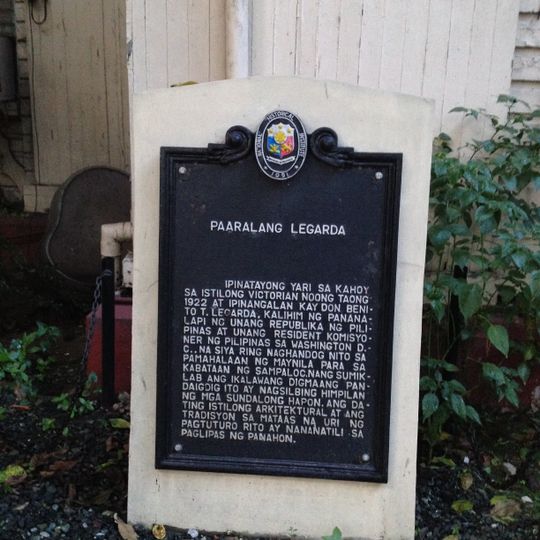 NATIONAL HISTORICAL INSTITUTE
1991
PAARALANG LEGARDA
IPINATAYONG YARI SA KAHOY
SA ISTILONG VICTORIAN NOONG TAONG
1922 AT IPINANGALAN KAY DON BENI-
TO T. LEGARDA, KALIHIM NG PANANA-
LAPI NG UNANG REPUBLIKA NG PILI-
PINAS AT UNANG RESIDENT KOMISYO-
NER NG PILIPINAS SA WASHINGTON D.
C., NA SIYA RING NAGHANDOG NITO SA
PAMAHALAAN NG MAYNILA PARA SA
KABATAAN NG SAMPALOC. NANG SUMIK-
LAB ANG IKALAWANG DIGMAANG PAN-
DAIGDIG ITO AY NAGSILBING HIMPILAN
NG MGA SUNDALONG HAPON. ANG DA-
TING ISTILONG ARKITEKTURAL AT ANG
TRADISYON SA MATAAS NA URI NG
PAGTUTURO RITO AY NANANATILI SA
PAGLIPAS NG PANAHON.